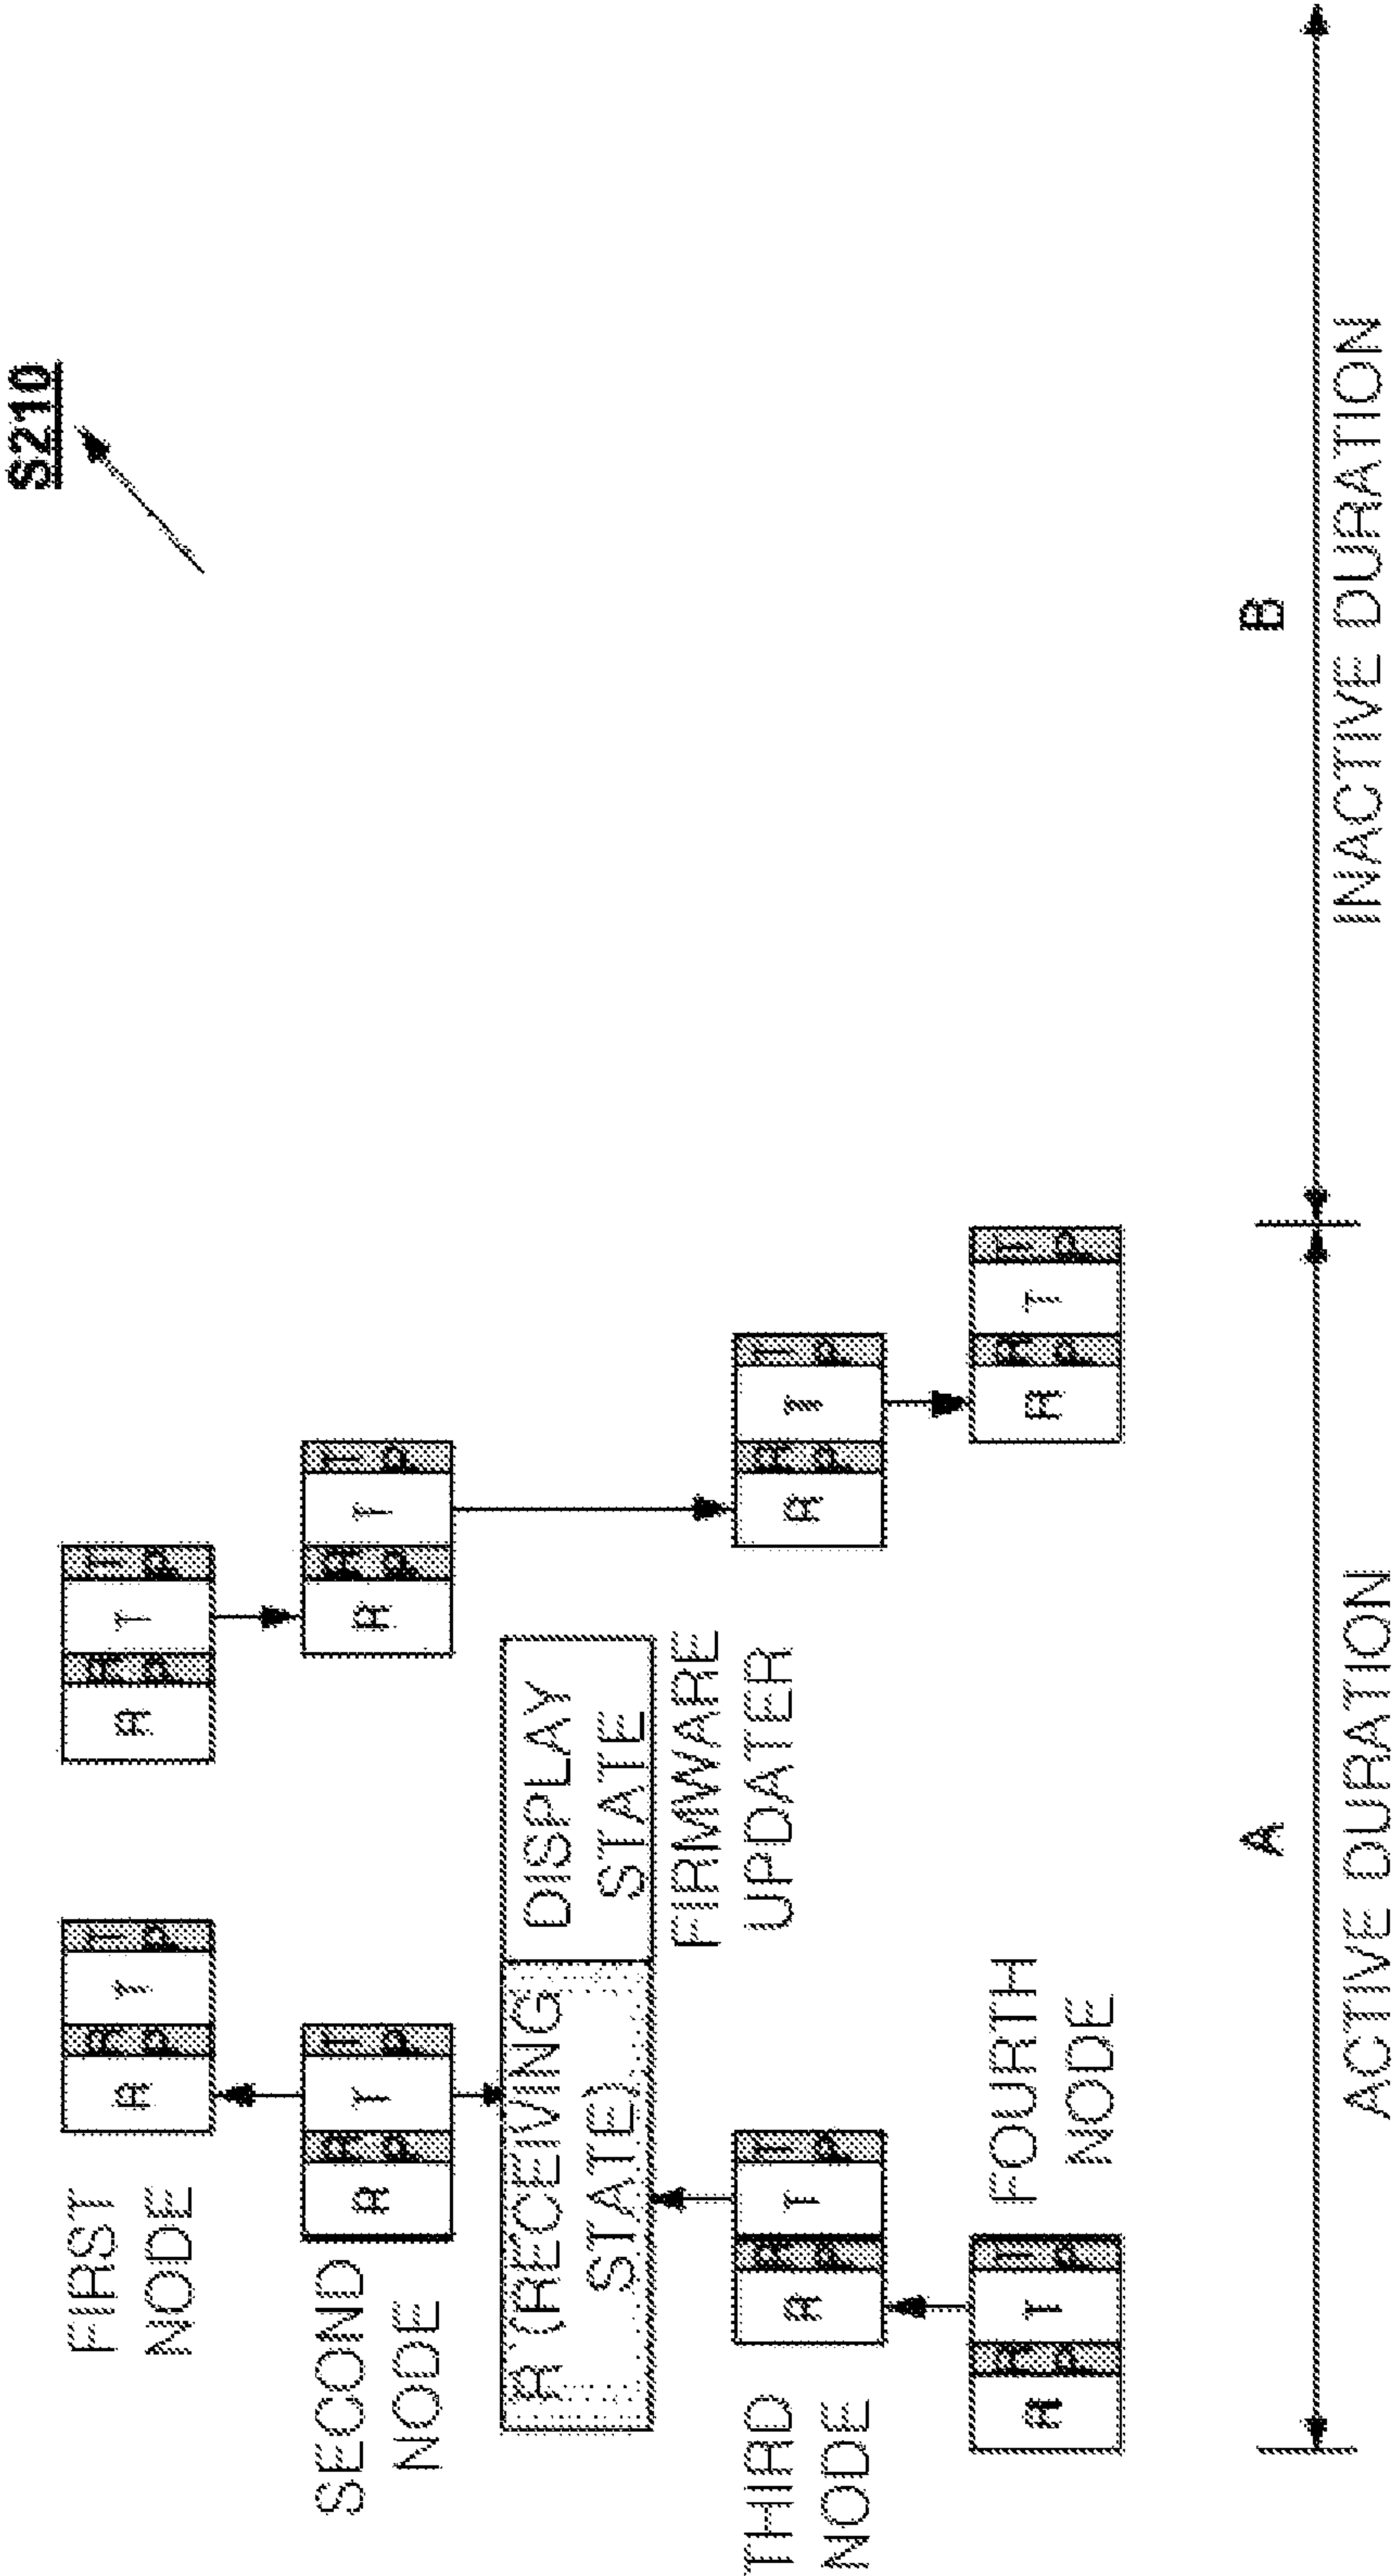 S210
FIRST
NODE
R
R
P
T
T
P
R
R
P
T
T
P
SECOND
NODE
R
R
P
T
T
P
R
R
P
T
T
P
R (RECEIVING
STATE)
DISPLAY
STATE
FIRMWARE
UPDATER
THIRD
NODE
R
R
P
T
T
P
R
R
P
T
T
P
FOURTH
NODE
R
R
P
T
T
P
R
R
P
T
T
P
A
B
ACTIVE DURATION
INACTIVE DURATION